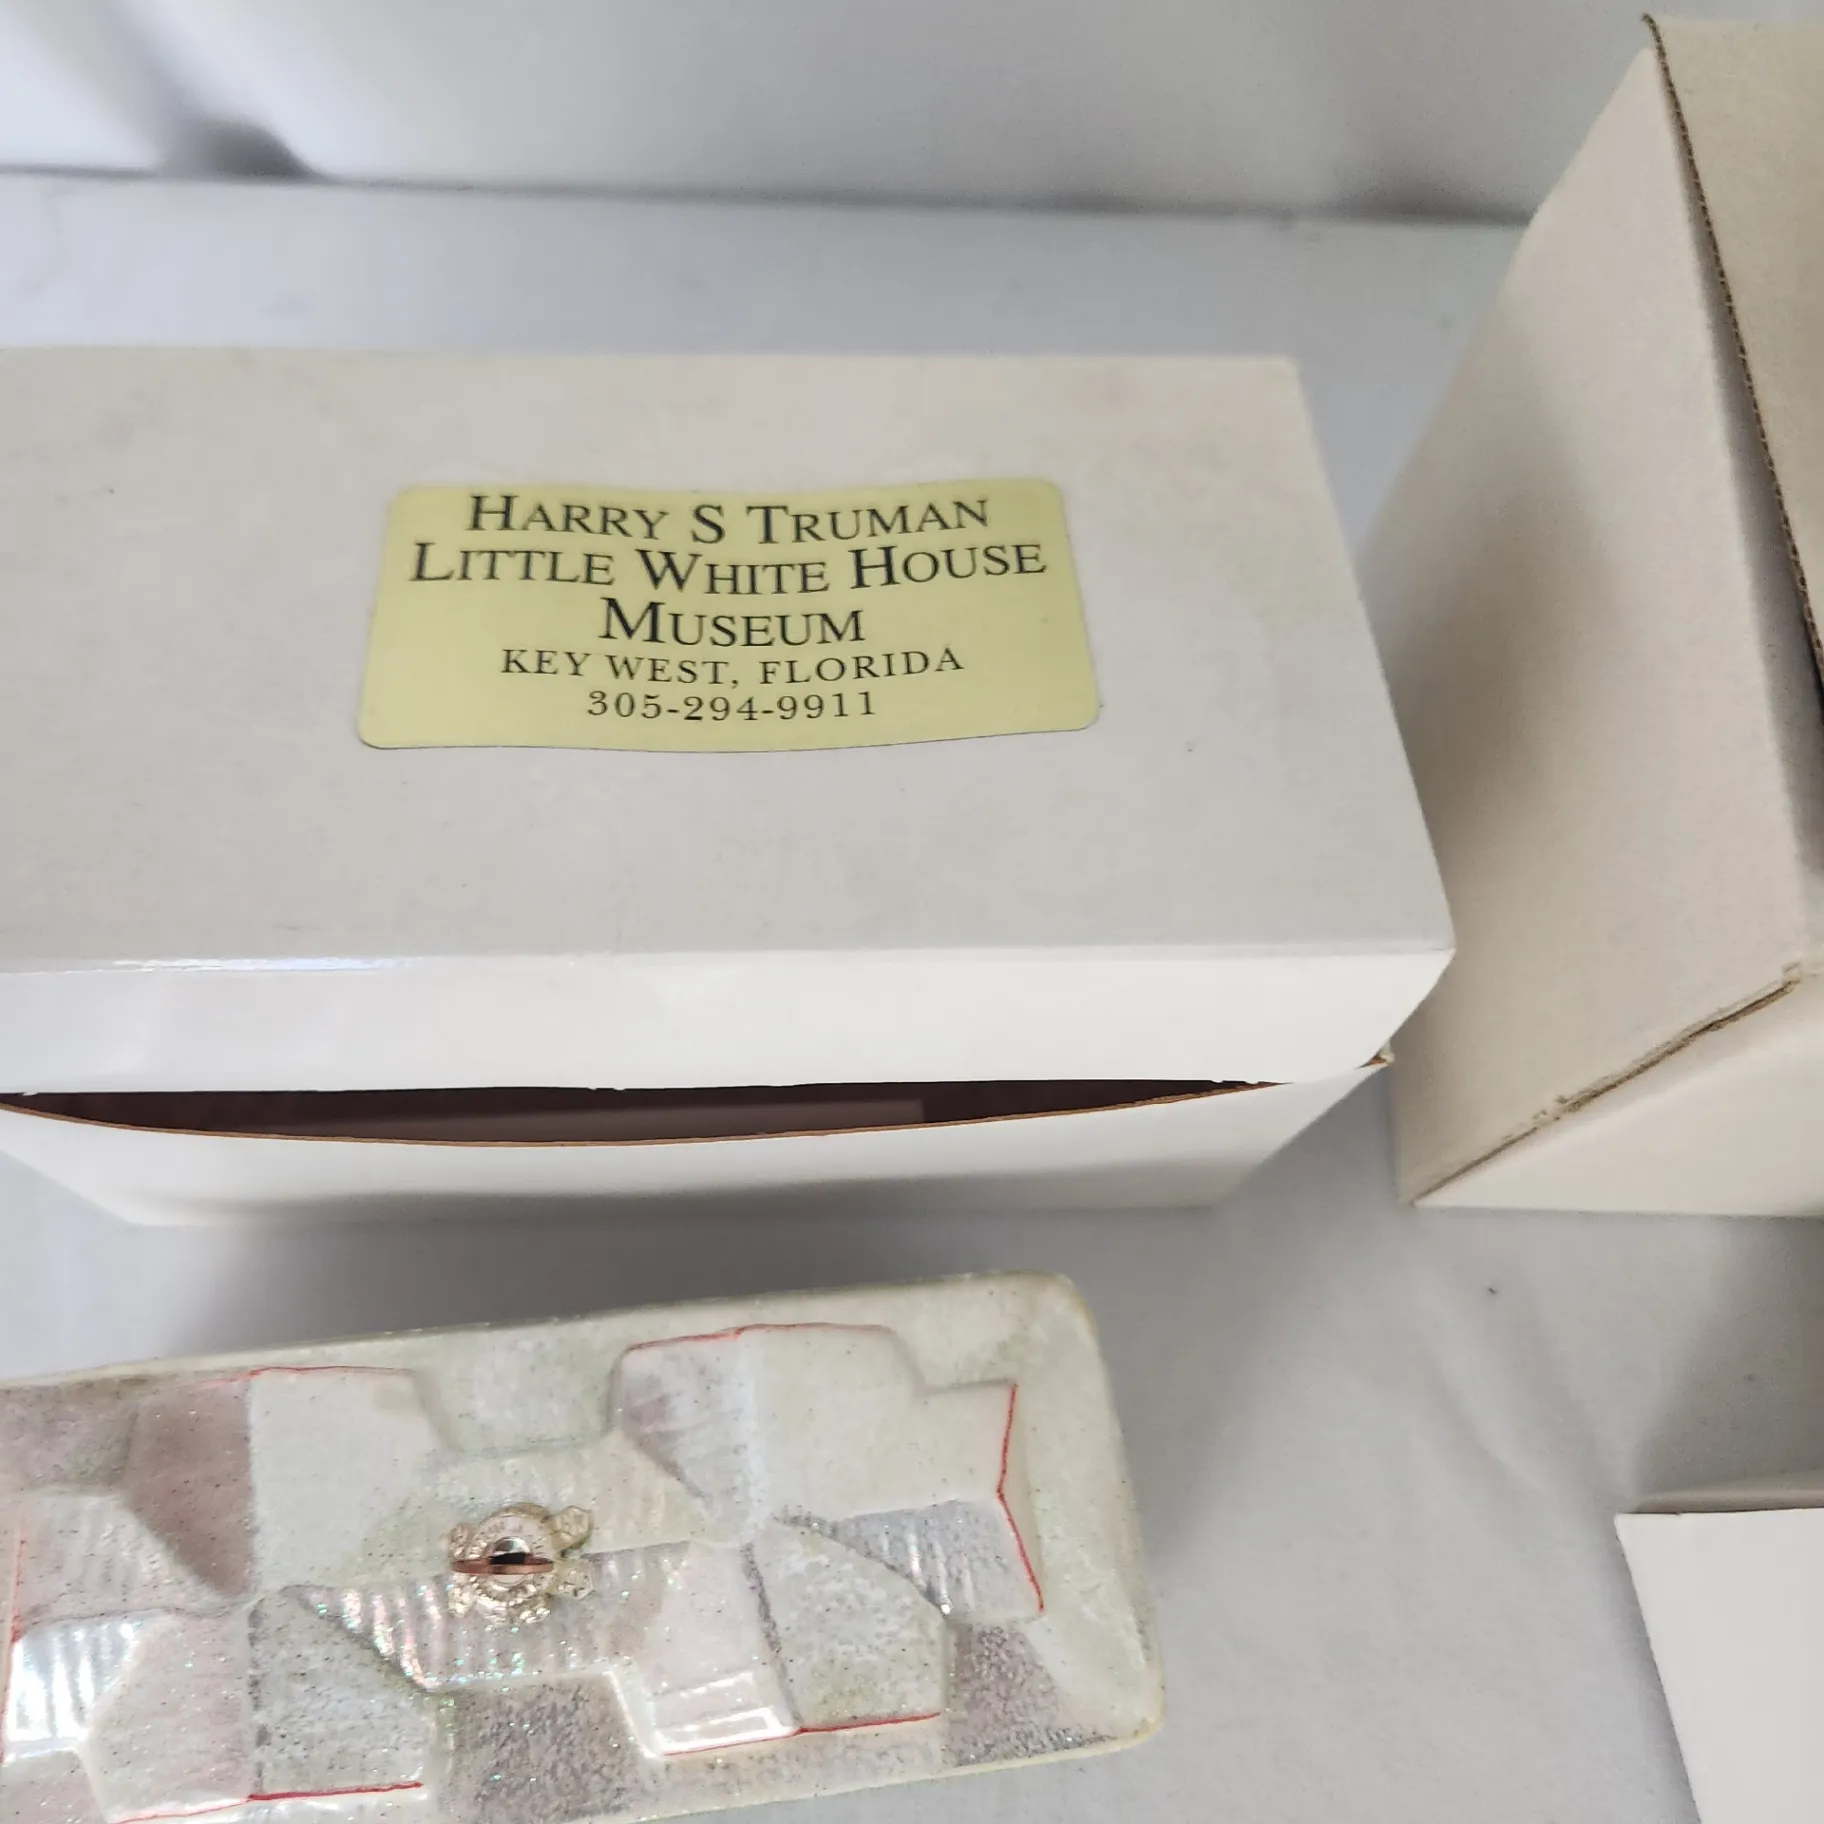 HARRY S TRUMAN
LITTLE WHITE HOUSE
MUSEUM
KEY WEST, FLORIDA
305-294-9911